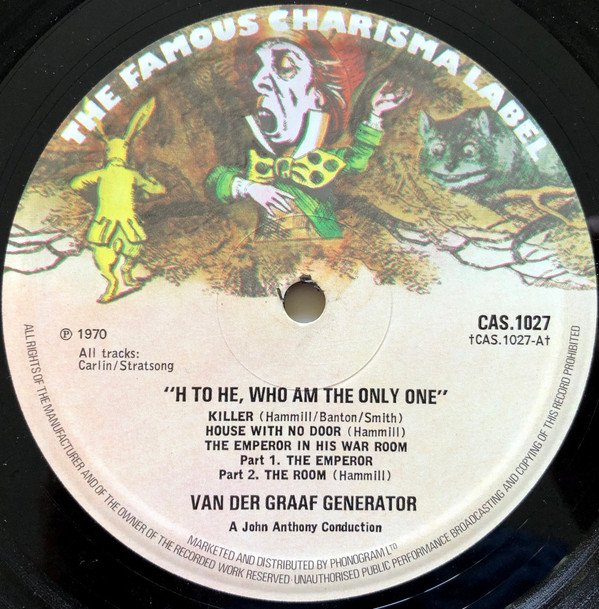 THE FAMOUS CHARISMA LABEL
℗ 1970
All tracks:
Carlin/Stratsong
CAS.1027
†CAS.1027-A†
"H TO HE, WHO AM THE ONLY ONE"
KILLER (Hammill/Banton/Smith)
HOUSE WITH NO DOOR (Hammill)
THE EMPEROR IN HIS WAR ROOM
Part 1. THE EMPEROR
Part 2. THE ROOM (Hammill)
VAN DER GRAAF GENERATOR
A John Anthony Conduction
MARKETED AND DISTRIBUTED BY PHONOGRAM LTD
ALL RIGHTS OF THE MANUFACTURER AND OF THE OWNER OF THE RECORDED WORK RESERVED · UNAUTHORISED PUBLIC PERFORMANCE BROADCASTING AND COPYING OF THIS RECORD PROHIBITED